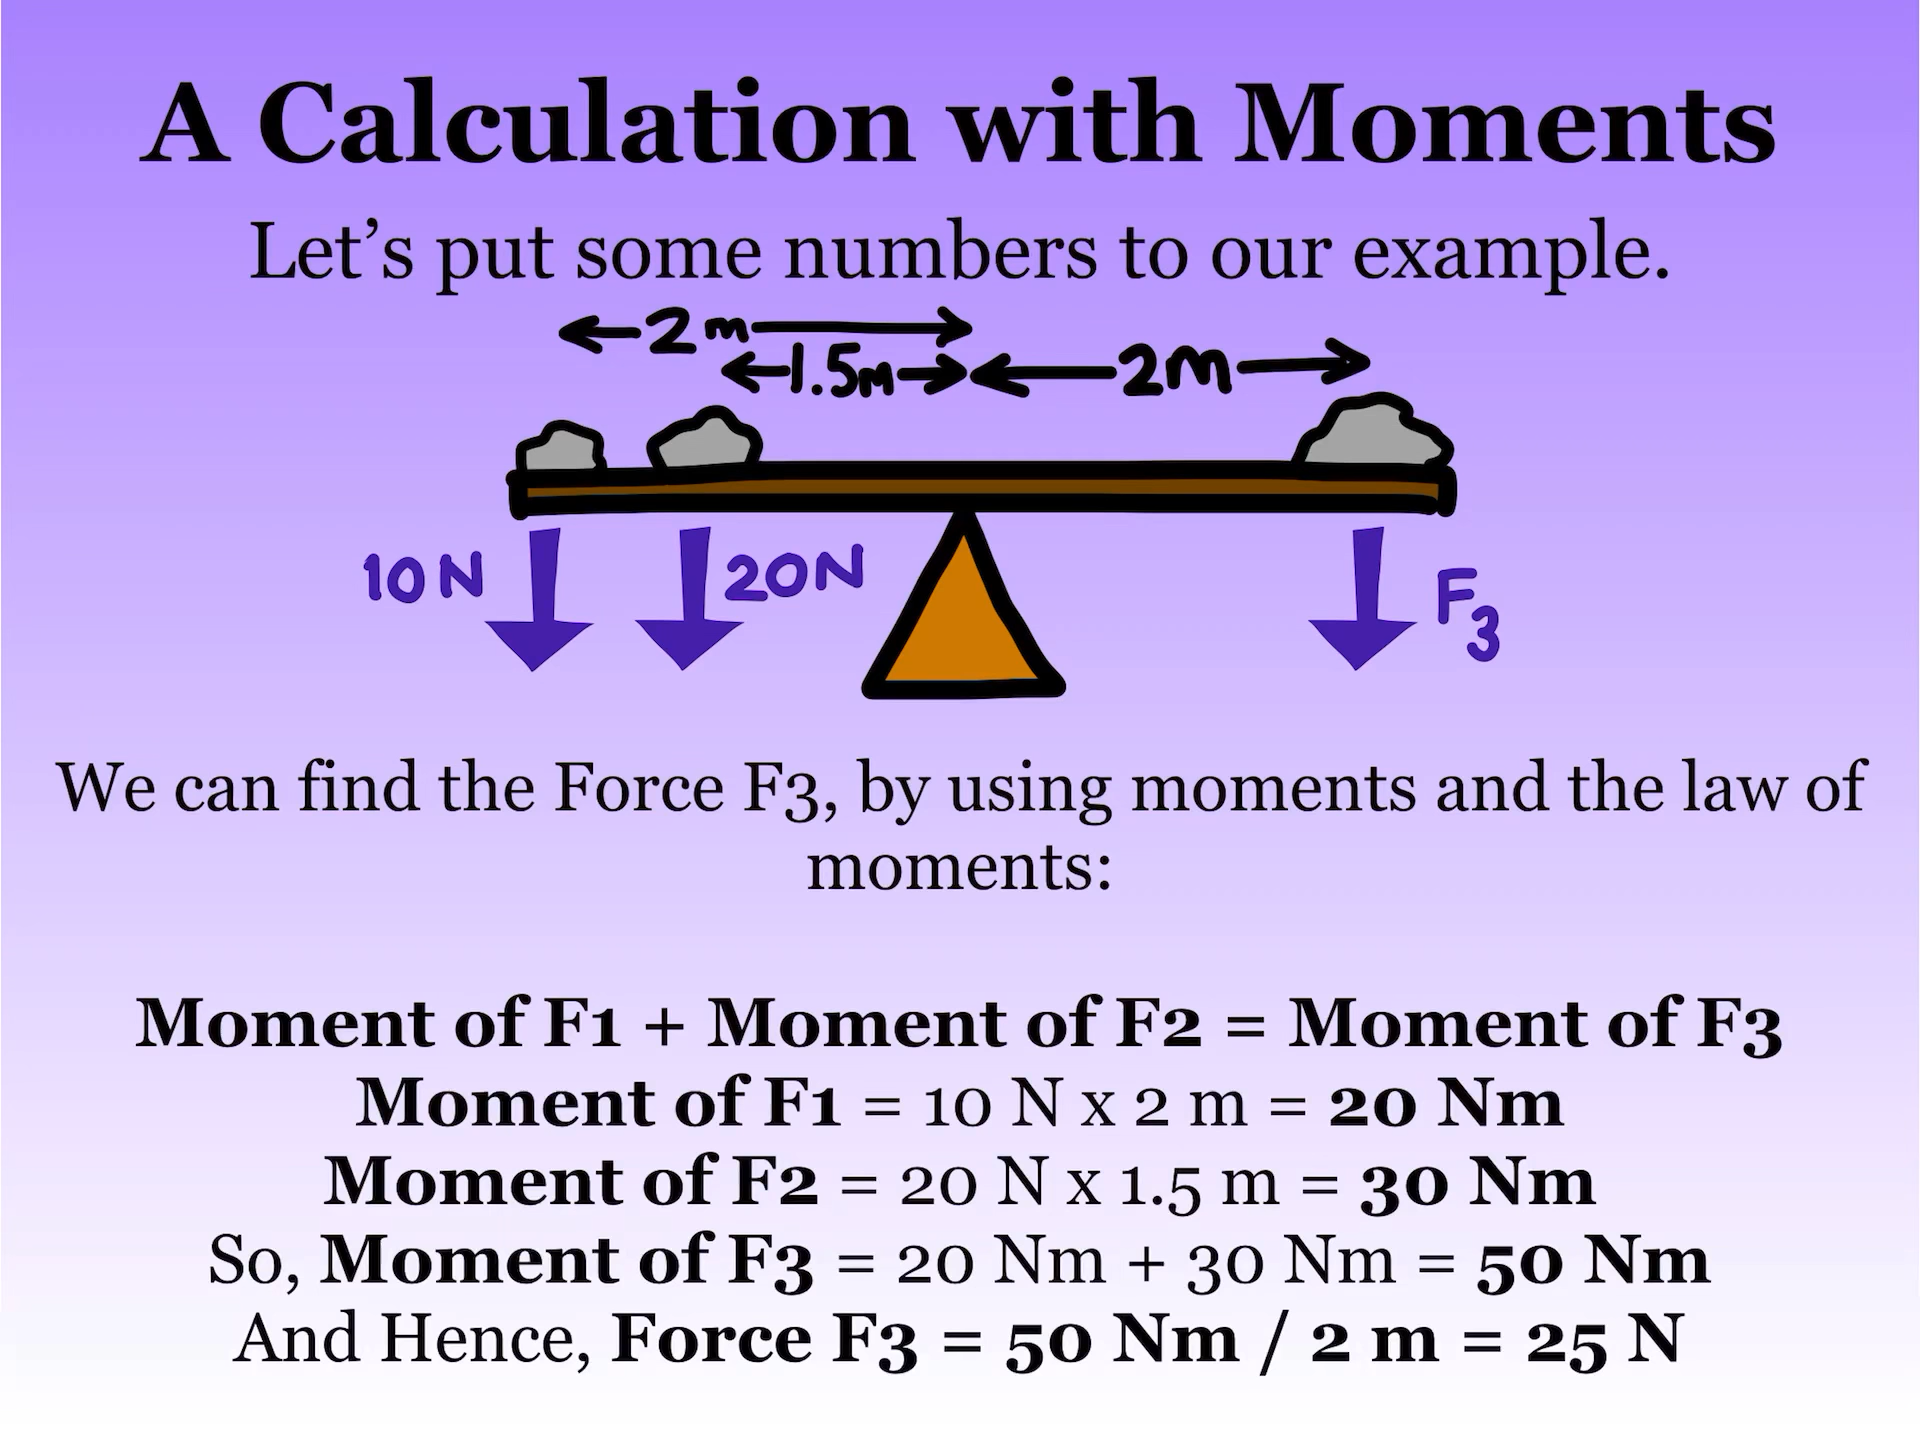 A Calculation with Moments
Let’s put some numbers to our example.
2m
1.5m
2m
10N
20N
F3
We can find the Force F3, by using moments and the law of
moments:
Moment of F1 + Moment of F2 = Moment of F3
Moment of F1 = 10 N x 2 m = 20 Nm
Moment of F2 = 20 N x 1.5 m = 30 Nm
So, Moment of F3 = 20 Nm + 30 Nm = 50 Nm
And Hence, Force F3 = 50 Nm / 2 m = 25 N